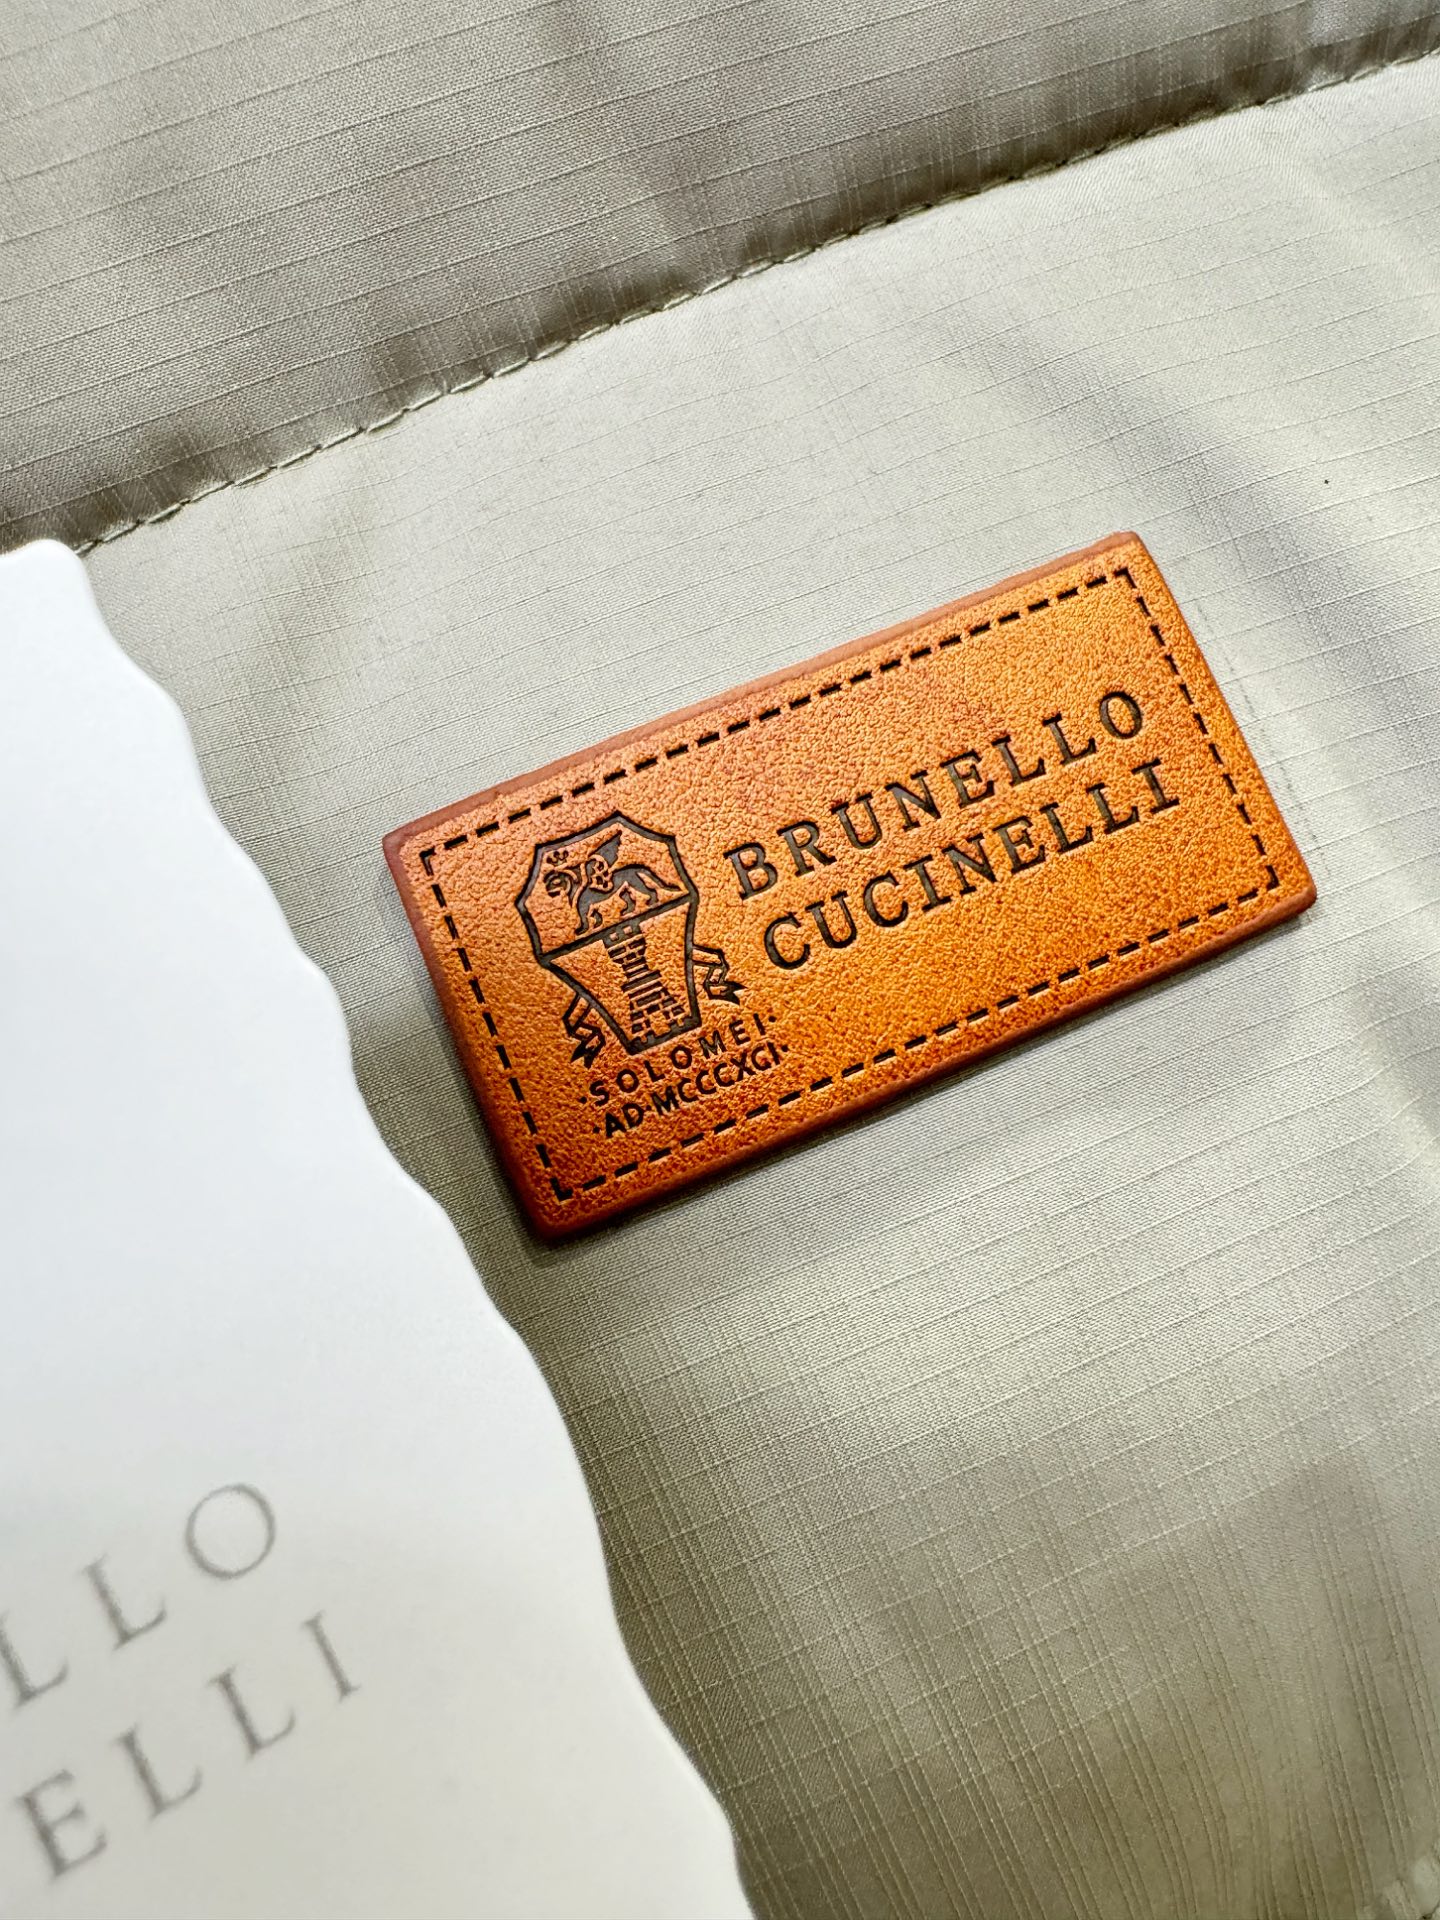 BRUNELLO
CUCINELLI
·SOLOMEI·
·AD·MCCCXCI·
LLO
ELLI